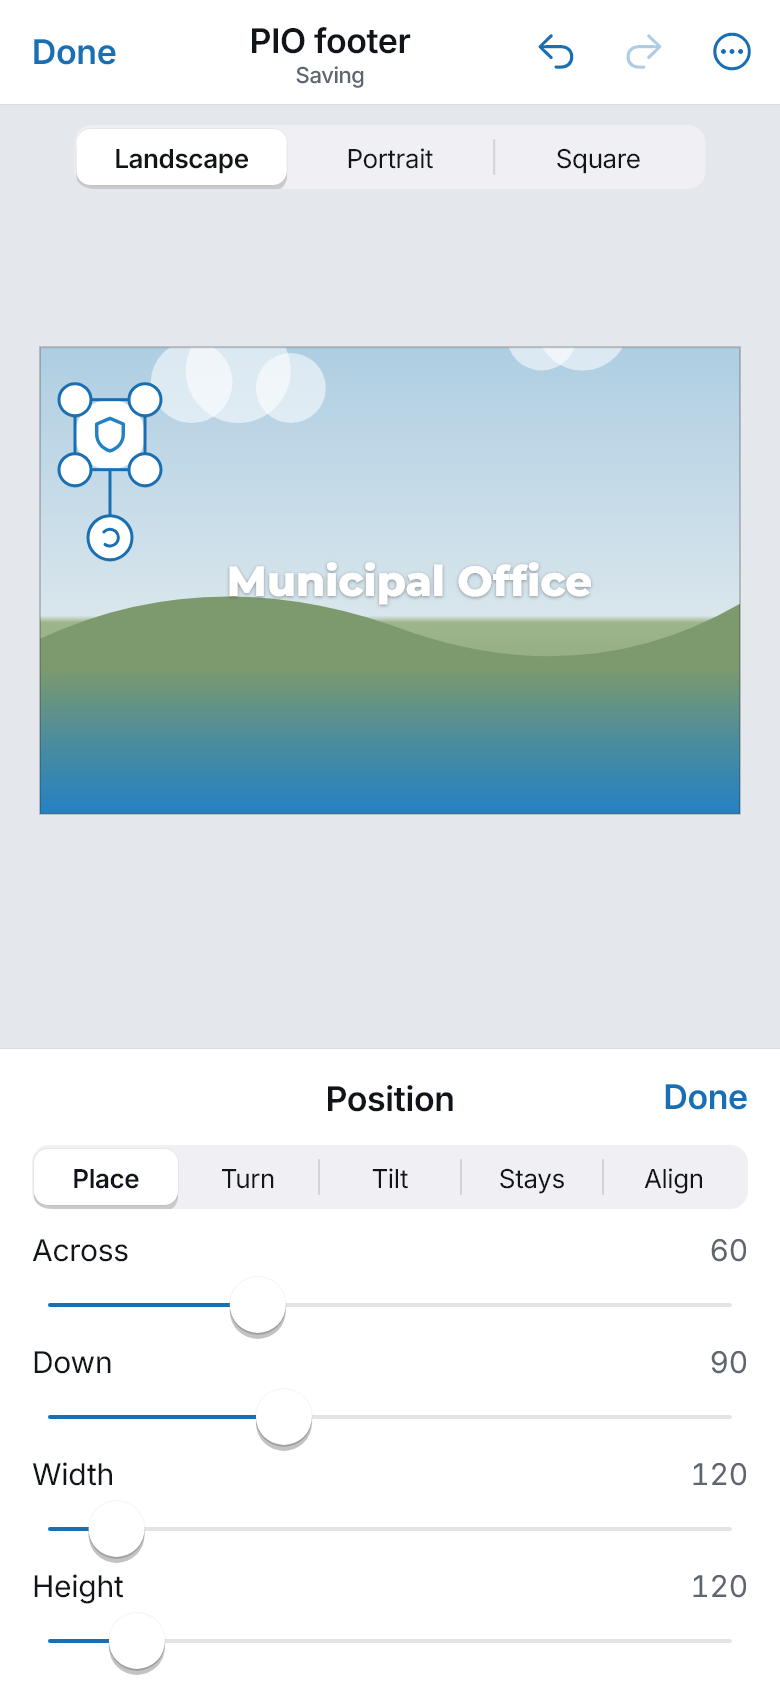 Done
PIO footer
Saving
Landscape
Portrait
Square
Municipal Office
Position
Done
Place
Turn
Tilt
Stays
Align
Across
60
Down
90
Width
120
Height
120